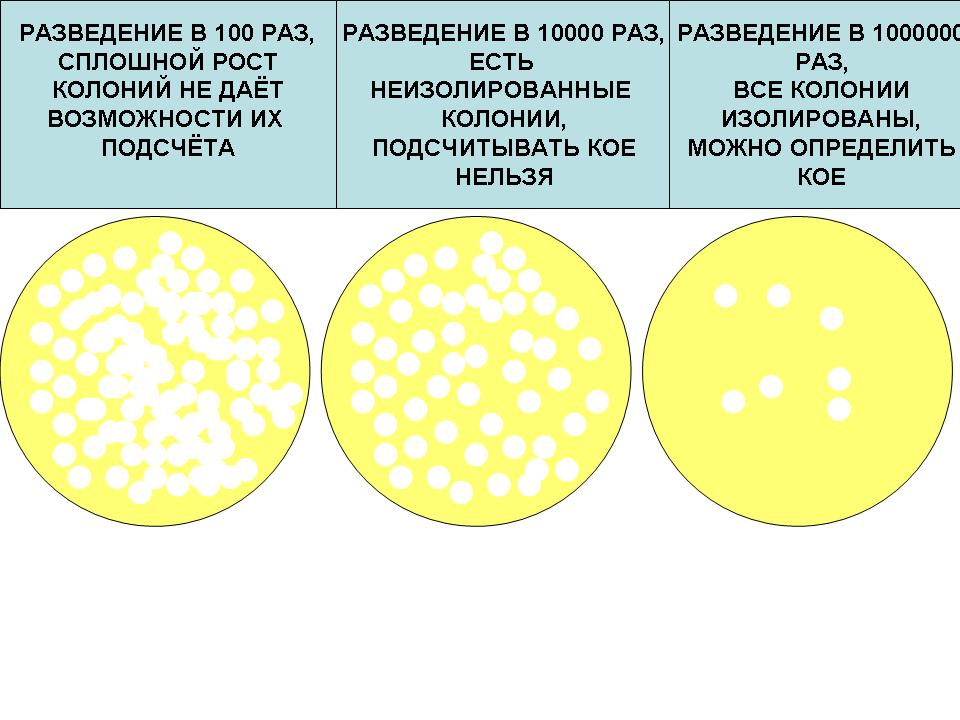 РАЗВЕДЕНИЕ В 100 РАЗ,
СПЛОШНОЙ РОСТ
КОЛОНИЙ НЕ ДАЁТ
ВОЗМОЖНОСТИ ИХ
ПОДСЧЁТА
РАЗВЕДЕНИЕ В 10000 РАЗ,
ЕСТЬ
НЕИЗОЛИРОВАННЫЕ
КОЛОНИИ,
ПОДСЧИТЫВАТЬ КОЕ
НЕЛЬЗЯ
РАЗВЕДЕНИЕ В 1000000
РАЗ,
ВСЕ КОЛОНИИ
ИЗОЛИРОВАНЫ,
МОЖНО ОПРЕДЕЛИТЬ
КОЕ